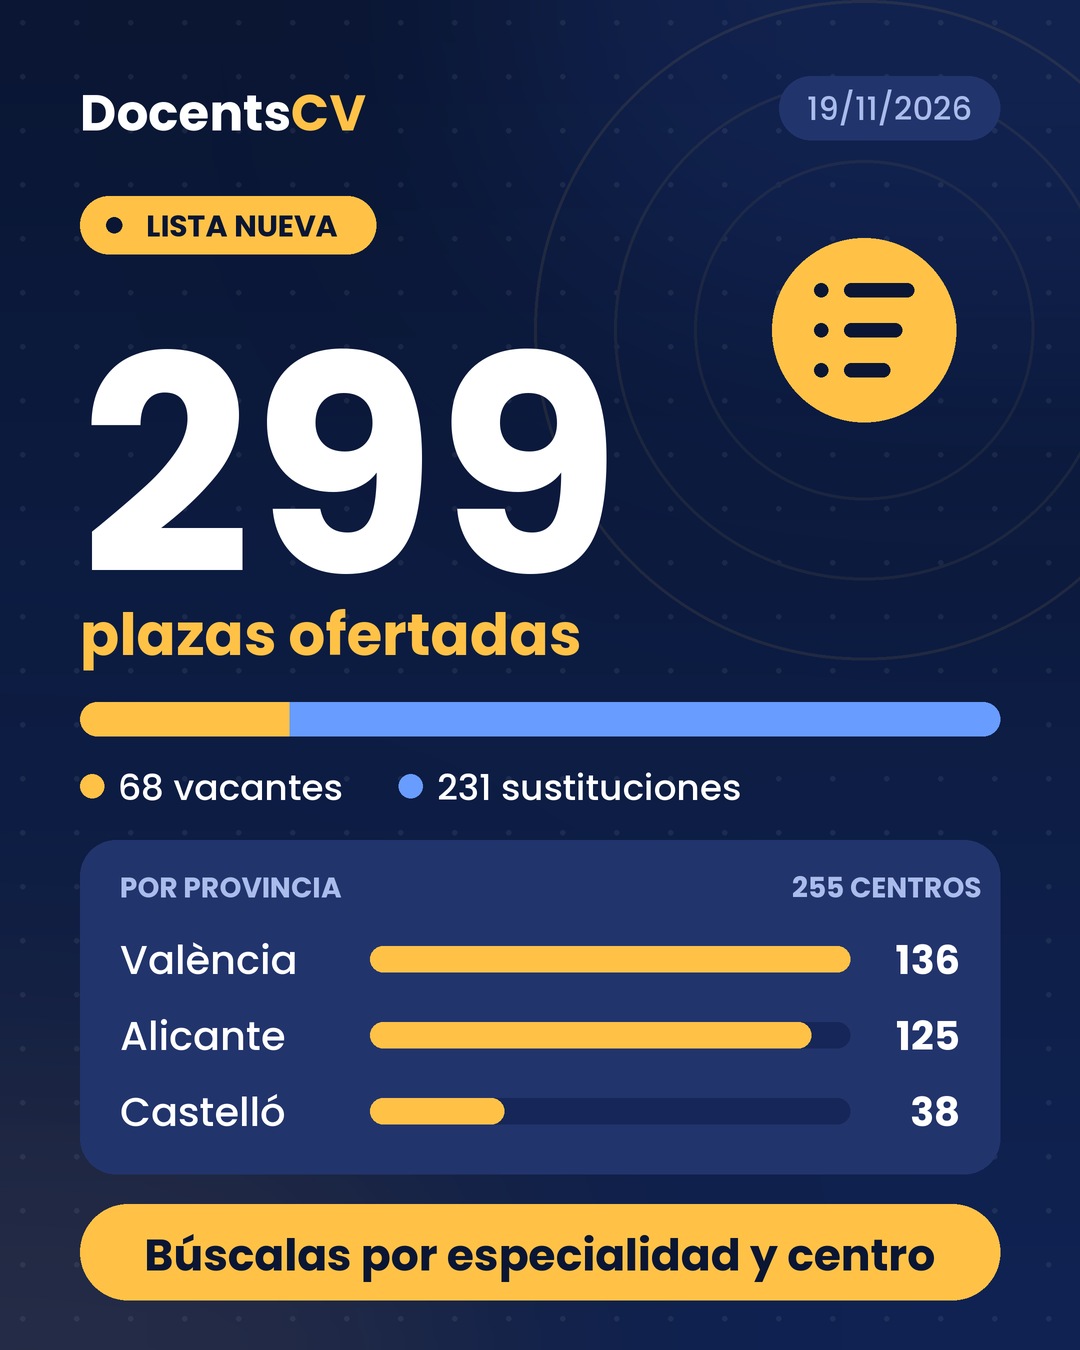 DocentsCV
19/11/2026
LISTA NUEVA
299
plazas ofertadas
68 vacantes
231 sustituciones
POR PROVINCIA
255 CENTROS
València
136
Alicante
125
Castelló
38
Búscalas por especialidad y centro